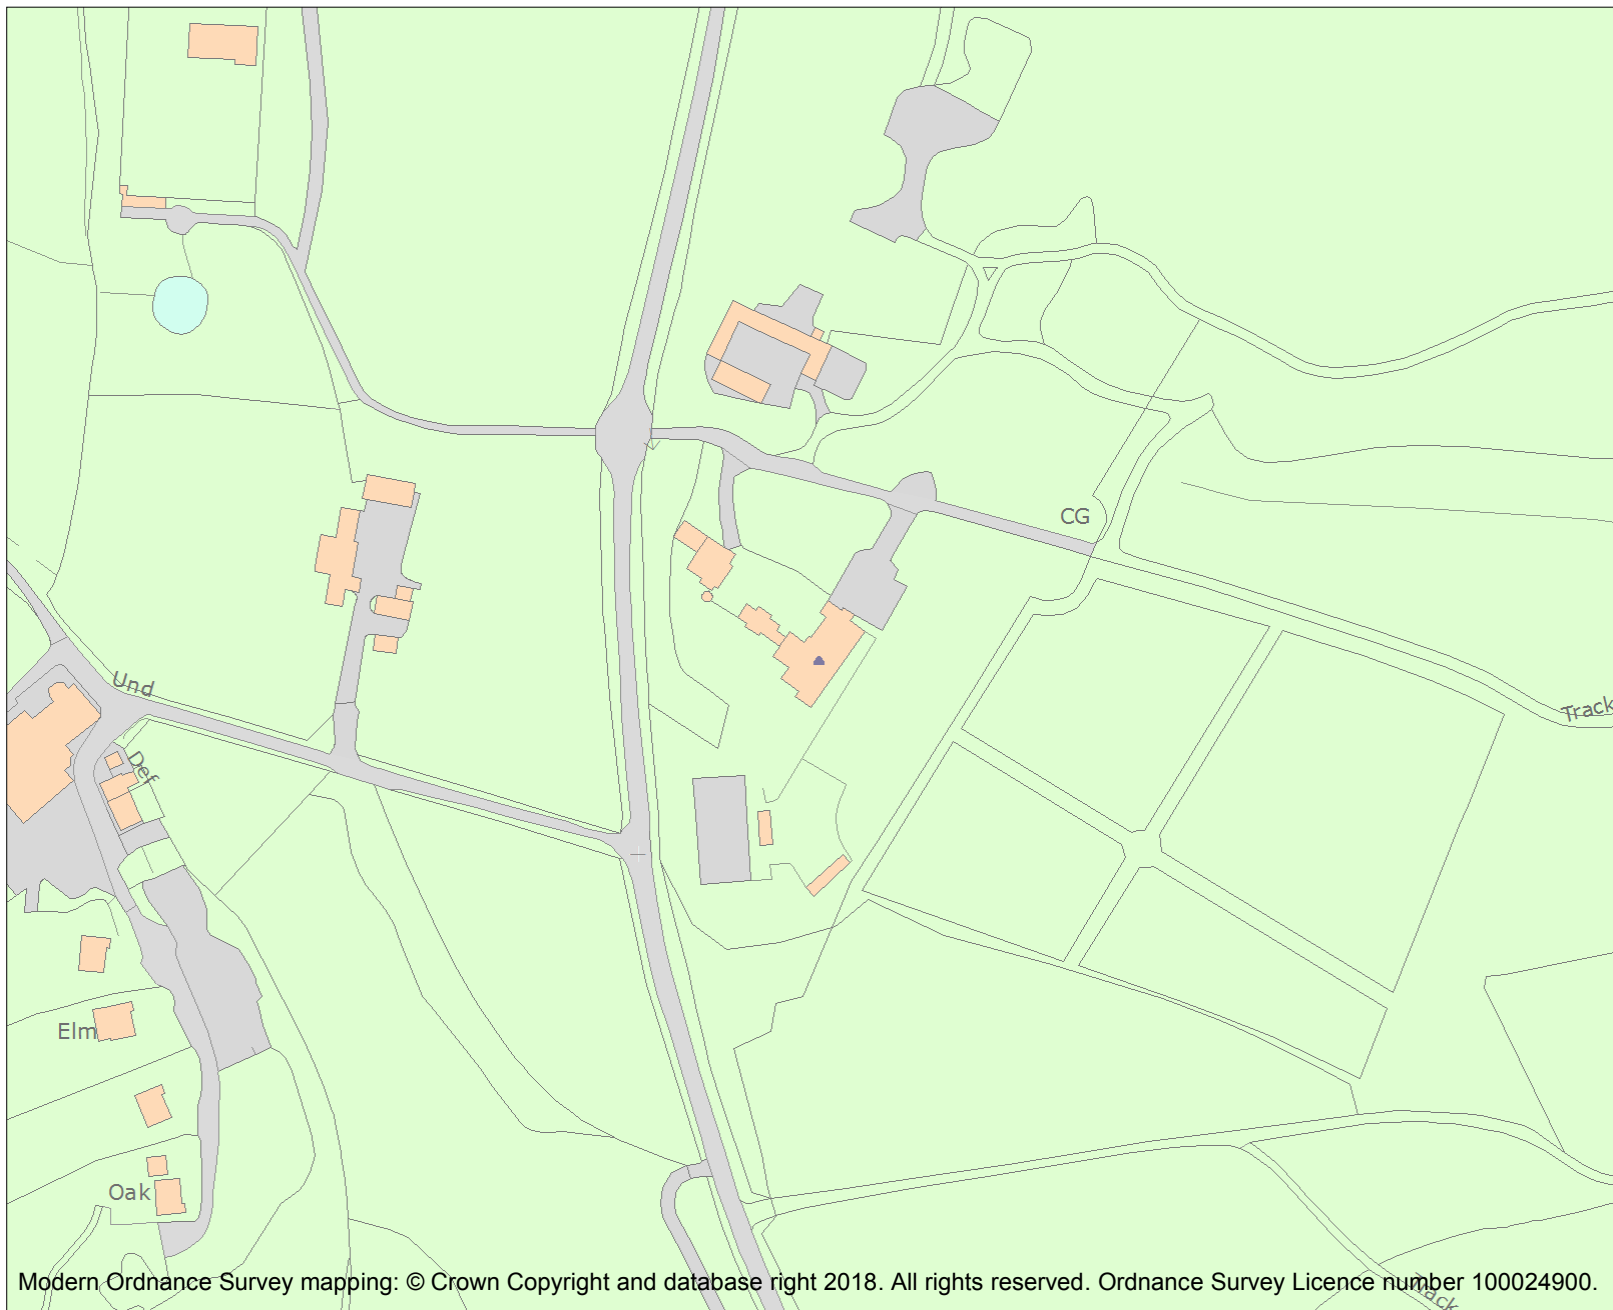 CG
Und
Track
Def
Elm
Oak
Modern Ordnance Survey mapping: © Crown Copyright and database right 2018. All rights reserved. Ordnance Survey Licence number 100024900.